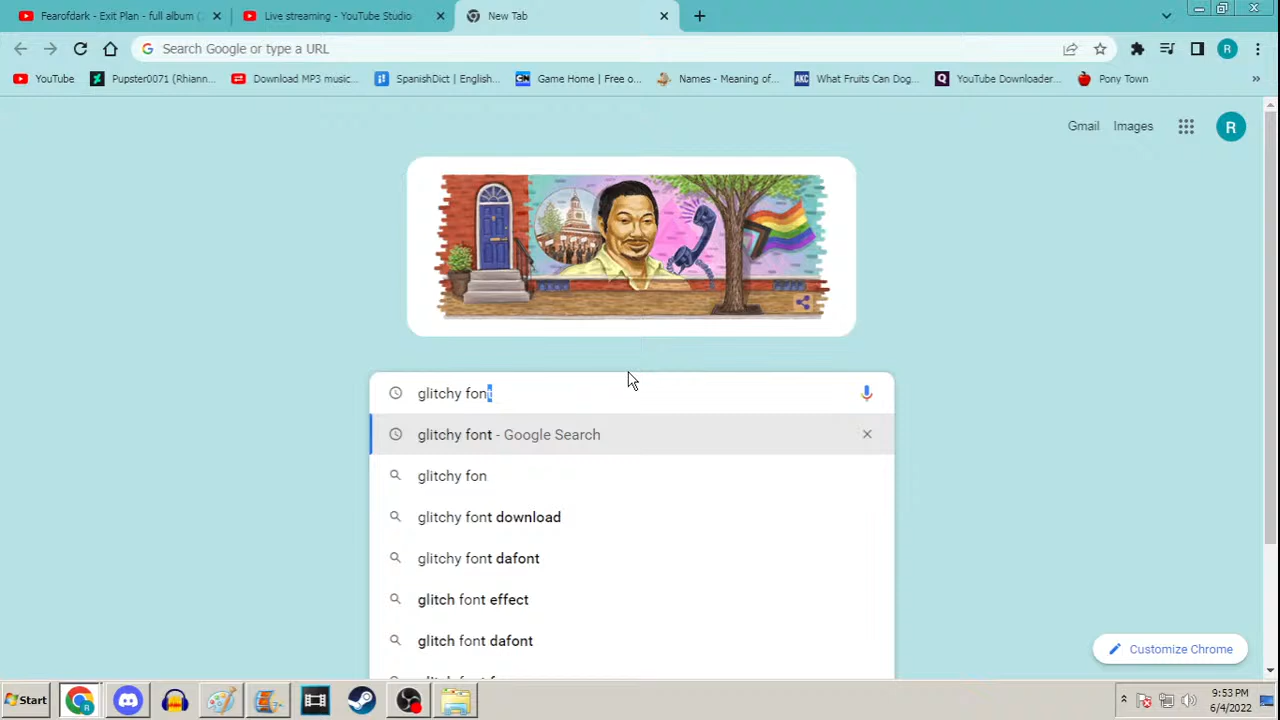 Fearofdark - Exit Plan - full album (
Live streaming - YouTube Studio
New Tab
Search Google or type a URL
R
YouTube
Pupster0071 (Rhiann...
Download MP3 music...
SpanishDict | English...
CN
Game Home | Free o...
Names - Meaning of...
AKC
What Fruits Can Dog...
Q
YouTube Downloader...
Pony Town
»
Gmail
Images
R
glitchy font
glitchy font - Google Search
glitchy fon
glitchy font download
glitchy font dafont
glitch font effect
glitch font dafont
Customize Chrome
Start
9:53 PM
6/4/2022